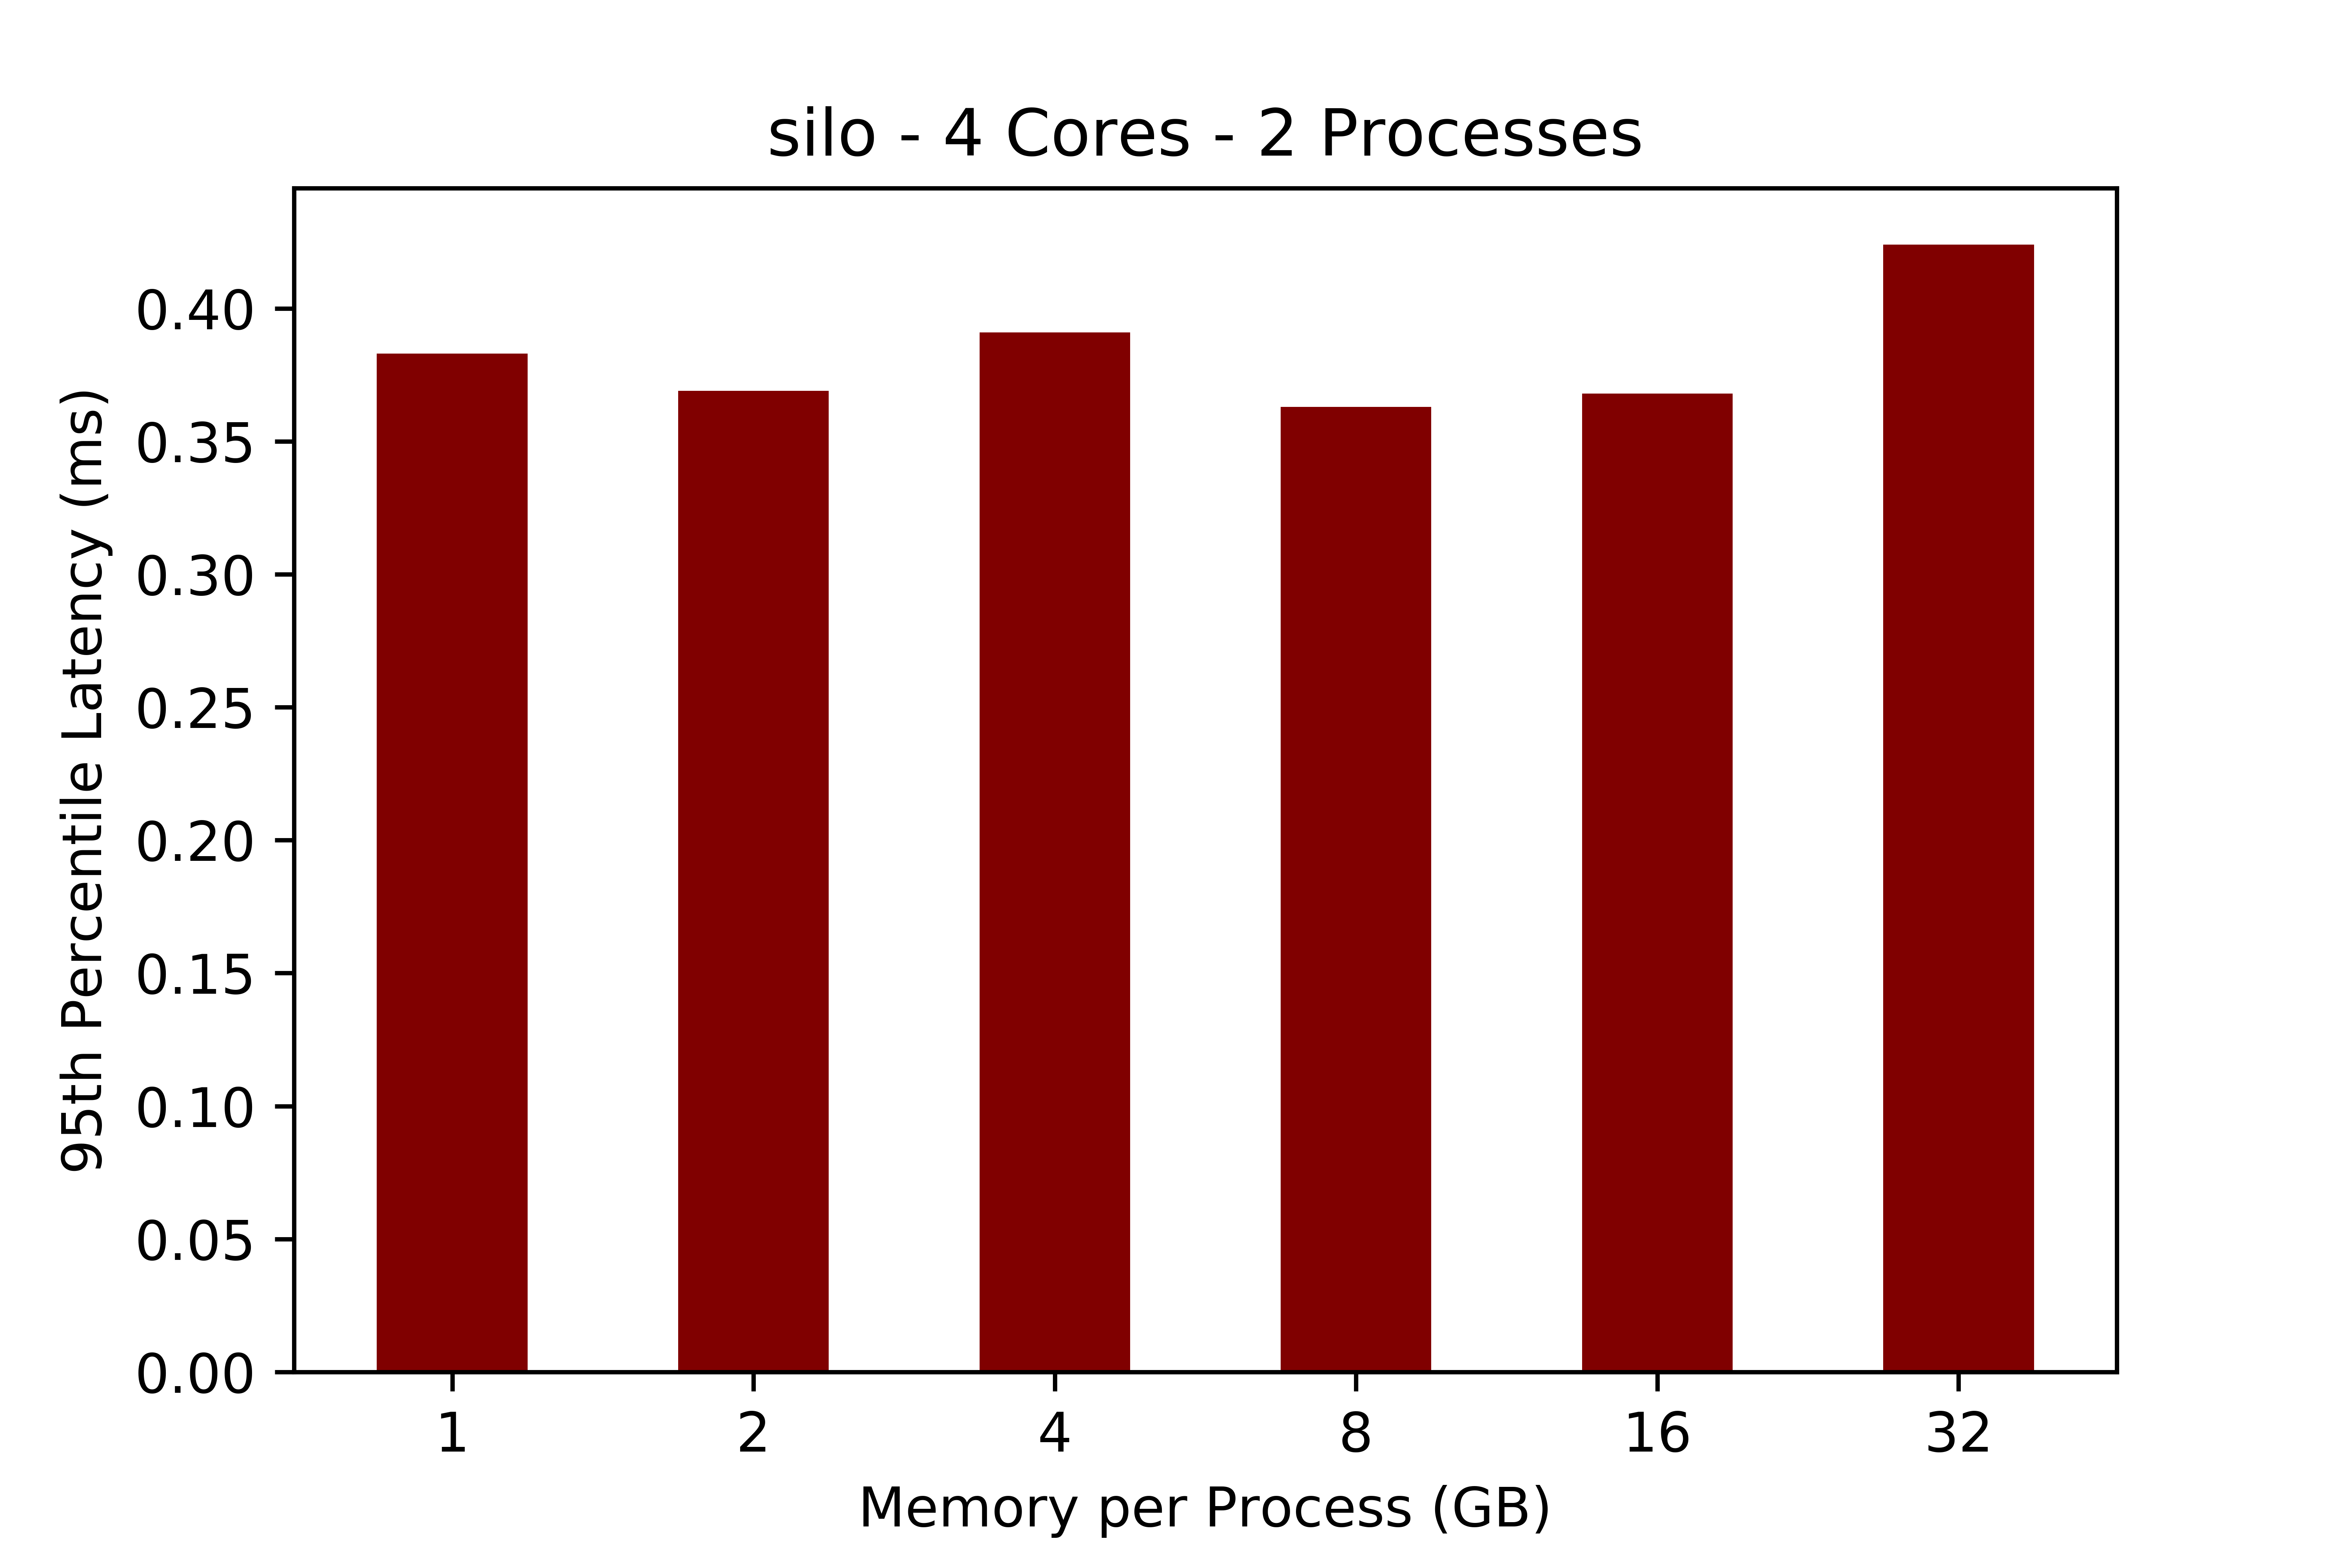 silo - 4 Cores - 2 Processes
95th Percentile Latency (ms)
0.40
0.35
0.30
0.25
0.20
0.15
0.10
0.05
0.00
1 2 4 8 16 32
Memory per Process (GB)